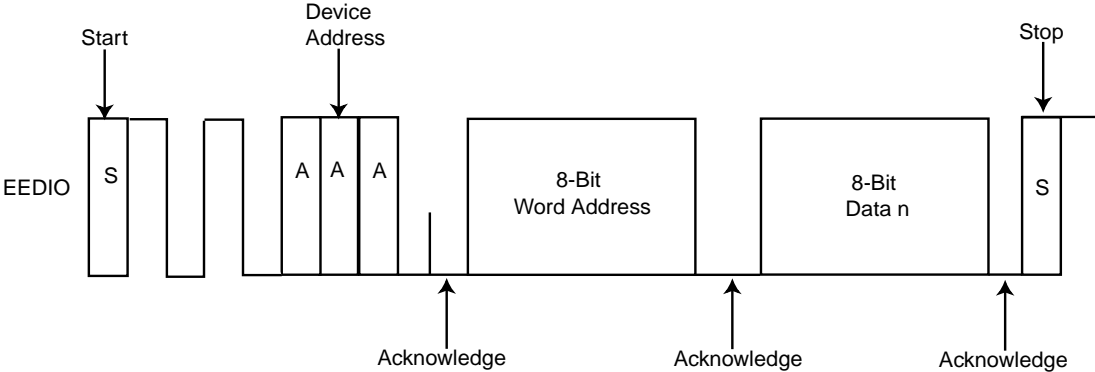 Device
Address
Start
Stop
EEDIO
S
A
A
A
8-Bit
Word Address
8-Bit
Data n
S
Acknowledge
Acknowledge
Acknowledge